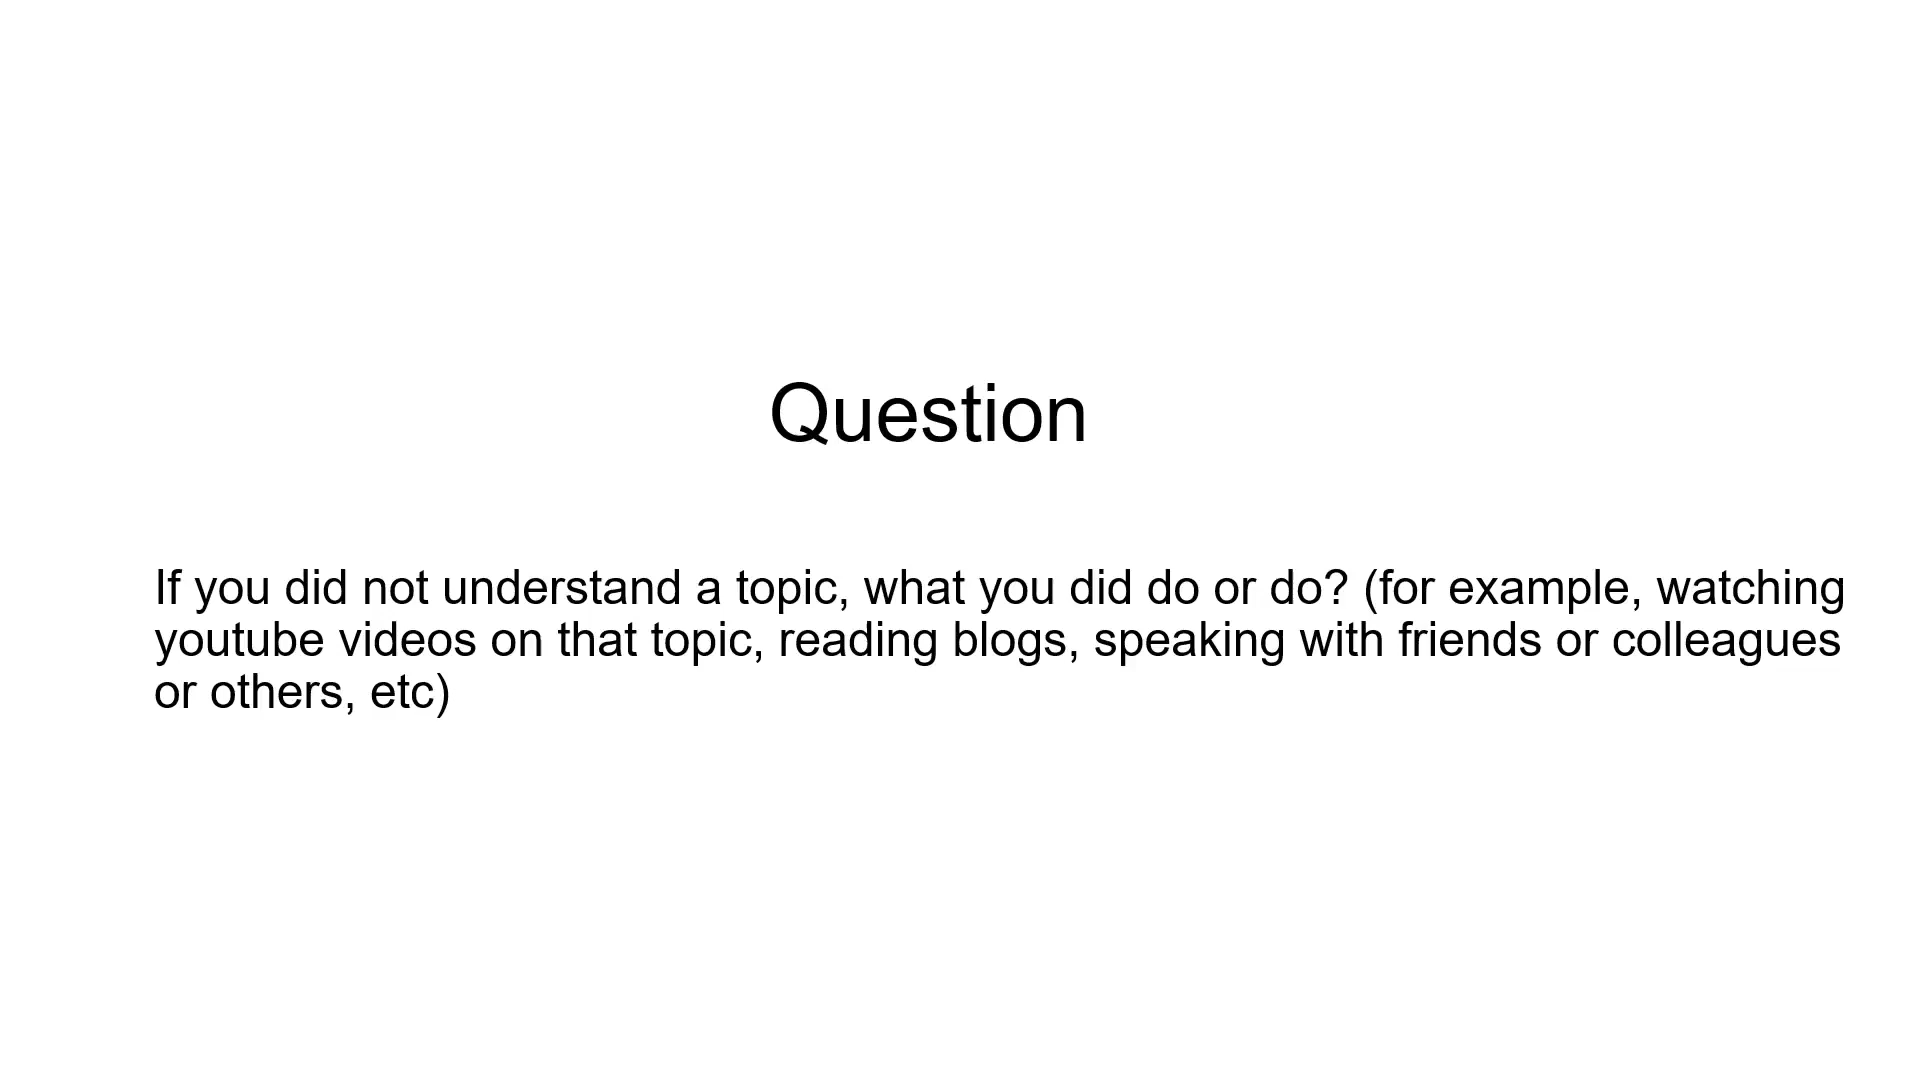 Question
If you did not understand a topic, what you did do or do? (for example, watching
youtube videos on that topic, reading blogs, speaking with friends or colleagues
or others, etc)